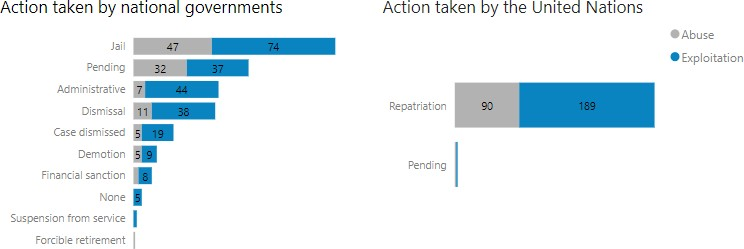 Action taken by national governments
Jail 47 74
Pending 32 37
Administrative 7 44
Dismissal 11 38
Case dismissed 5 19
Demotion 5 9
Financial sanction 8
None 5
Suspension from service
Forcible retirement
Action taken by the United Nations
Abuse
Exploitation
Repatriation 90 189
Pending